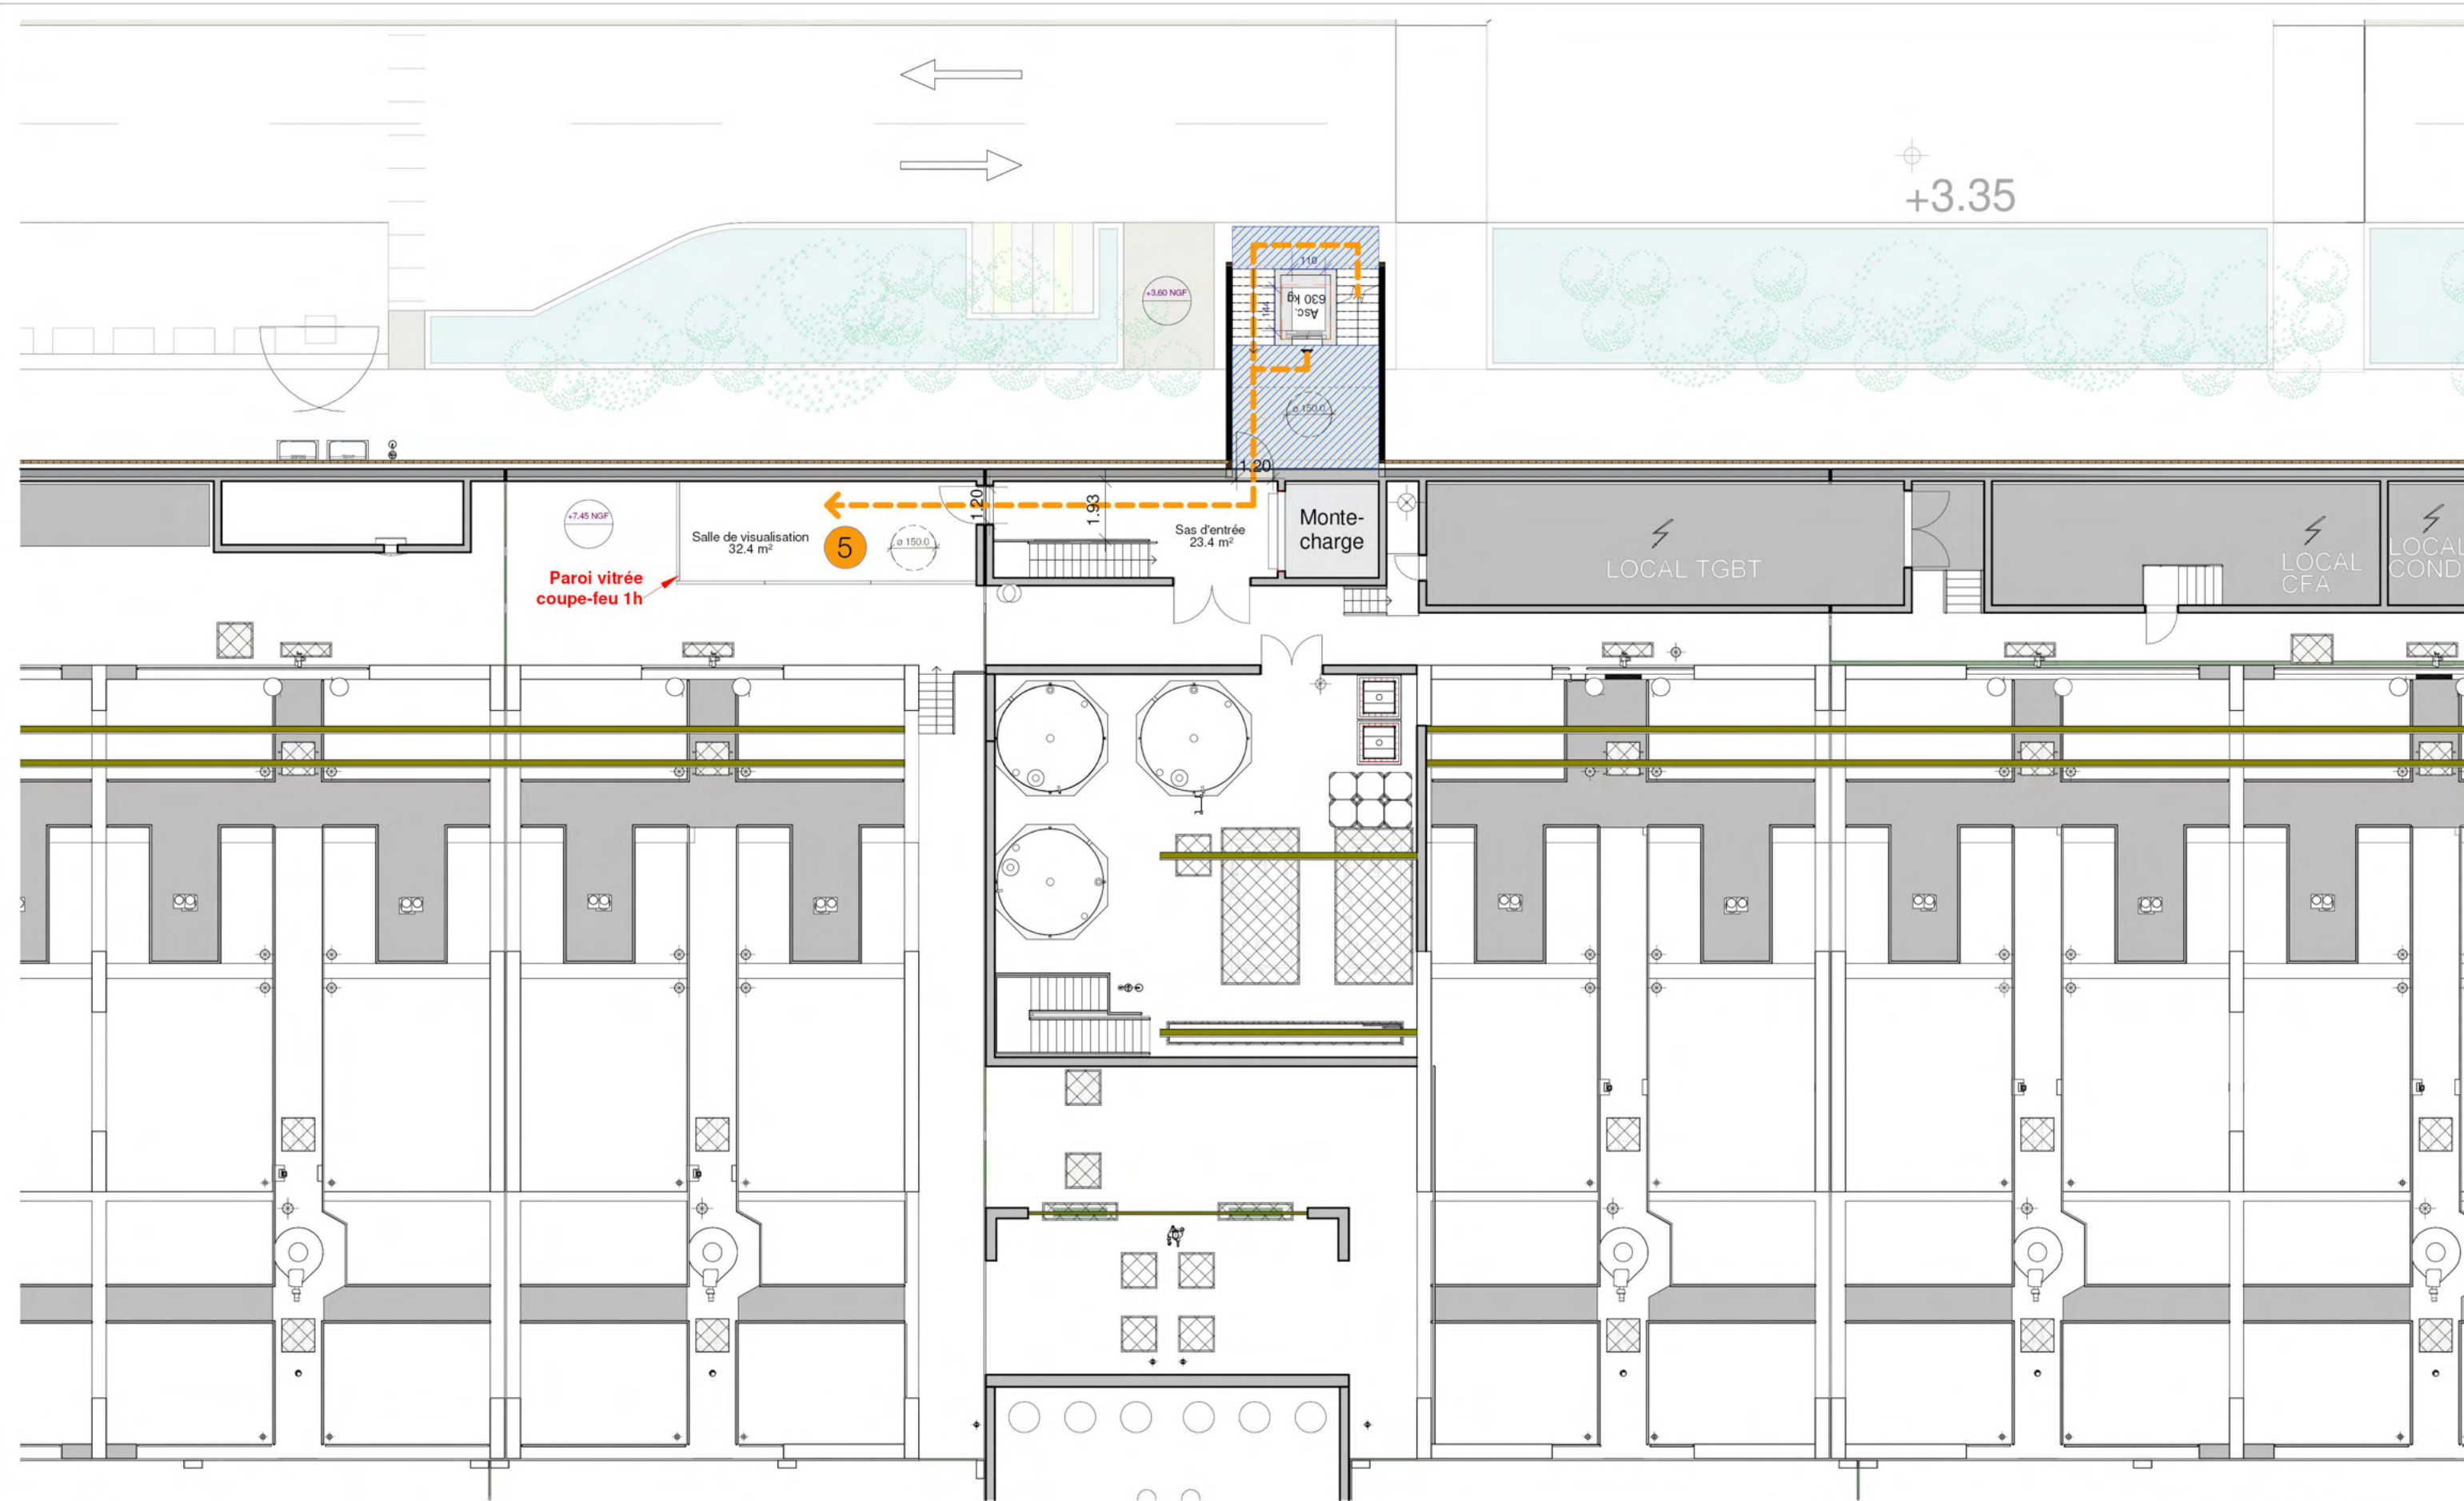 +3.35
+3.60 NGF
110
144
Asc.
630 kg
ø 150.0
1.20
1.20
1.93
+7.45 NGF
Salle de visualisation
32.4 m²
5
ø 150.0
Sas d'entrée
23.4 m²
Monte-
charge
Paroi vitrée
coupe-feu 1h
LOCAL TGBT
LOCAL
CFA
LOCAL
COND